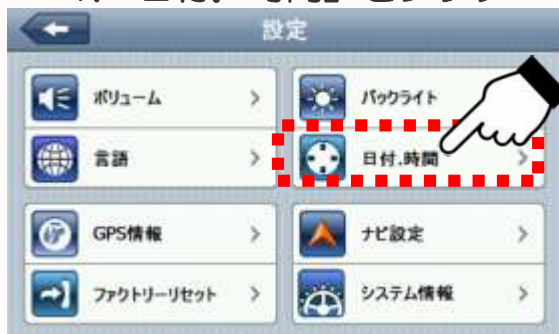 設定
ボリューム
バックライト
言語
日付.時間
GPS情報
ナビ設定
ファクトリーリセット
システム情報